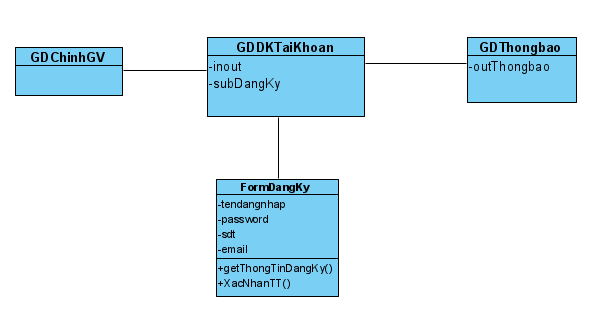 GDChinhGV
GDDKTaiKhoan
-inout
-subDangKy
GDThongbao
-outThongbao
FormDangKy
-tendangnhap
-password
-sdt
-email
+getThongTinDangKy()
+XacNhanTT()